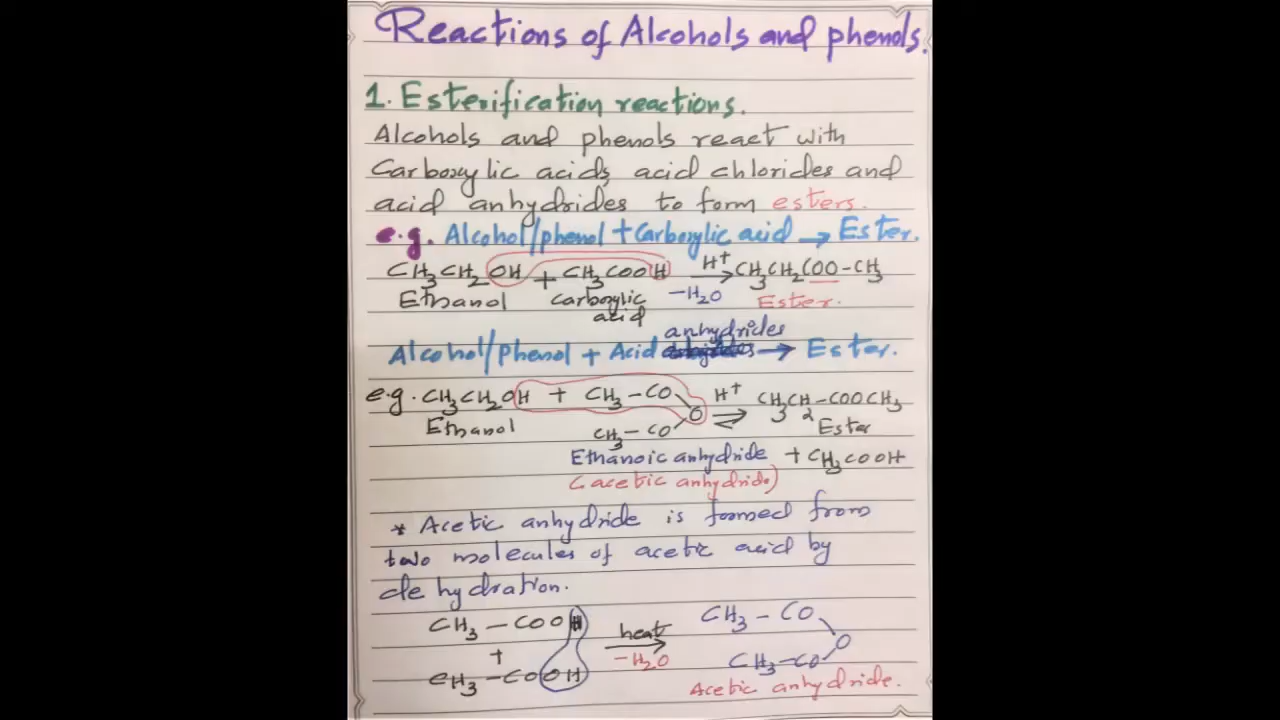 Reactions of Alcohols and phenols.
1. Esterification reactions.
Alcohols and phenols react with
Carboxylic acids, acid chlorides and
acid anhydrides to form esters.
e.g. Alcohol/phenol + Carboxylic acid → Ester.
CH₃CH₂OH + CH₃COOH H⁺ → -H₂O CH₃CH₂COO-CH₃
Ethanol carboxylic acid Ester.
Alcohol/Phenol + Acid anhydrides → Ester.
e.g. CH₃CH₂OH + CH₃-CO O H⁺ ⇌ CH₃CH₂-COOCH₃
Ethanol CH₃-CO Ester
Ethanoic anhydride + CH₃COOH
(acetic anhydride)
* Acetic anhydride is formed from
two molecules of acetic acid by
dehydration.
CH₃-COOH heat CH₃-CO
+ → -H₂O O
CH₃-COOH CH₃-CO
Acetic anhydride.